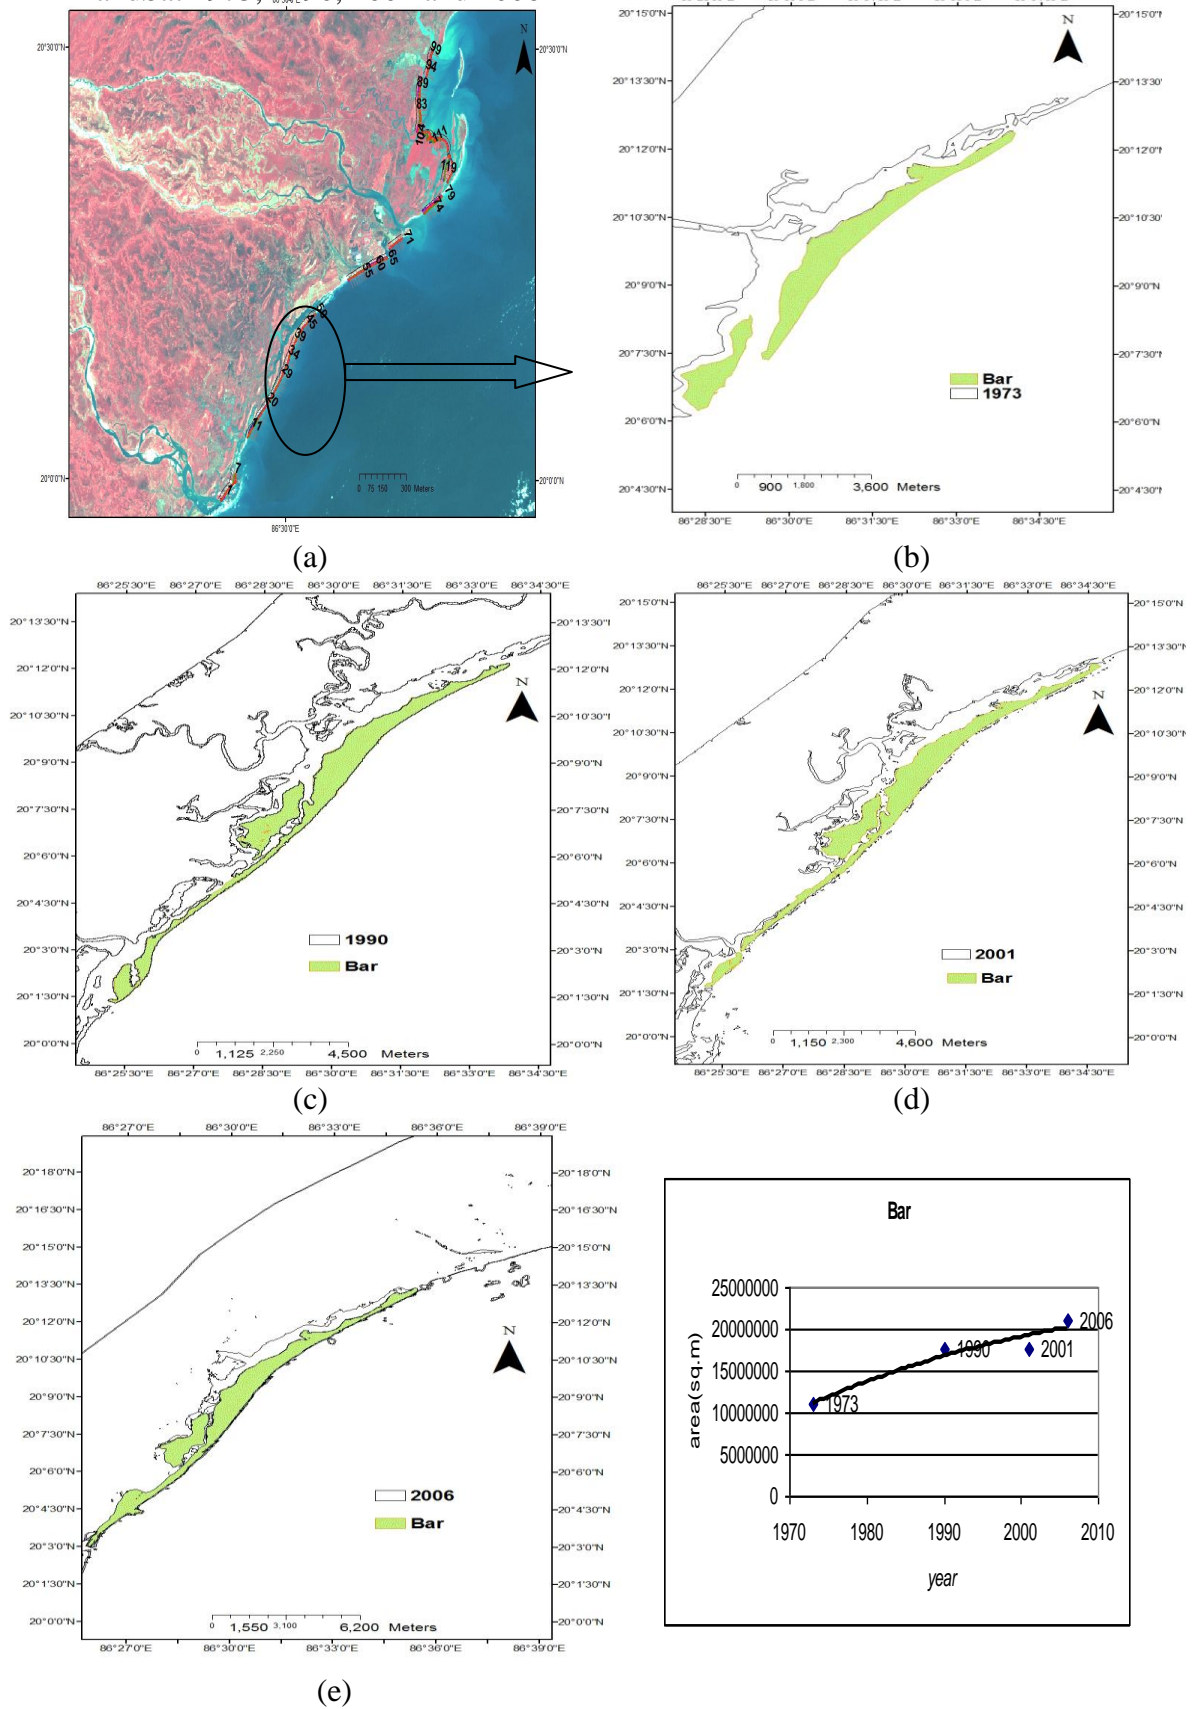 86°30'0"E
20°30'0"N
20°30'0"N
N
99
94
89
83
104
111
119
79
74
71
65
60
55
50
45
39
34
29
20
11
7
1
20°0'0"N
20°0'0"N
0 75 150 300 Meters
86°30'0"E
(a)
20°15'0"N
20°13'30"N
20°12'0"N
20°10'30"N
20°9'0"N
20°7'30"N
20°6'0"N
20°4'30"N
N
Bar
1973
0 900 1,800 3,600 Meters
20°15'0"N
20°13'30"N
20°12'0"N
20°10'30"N
20°9'0"N
20°7'30"N
20°6'0"N
20°4'30"N
86°28'30"E 86°30'0"E 86°31'30"E 86°33'0"E 86°34'30"E
(b)
86°25'30"E 86°27'0"E 86°28'30"E 86°30'0"E 86°31'30"E 86°33'0"E 86°34'30"E
20°13'30"N
20°12'0"N
20°10'30"N
20°9'0"N
20°7'30"N
20°6'0"N
20°4'30"N
20°3'0"N
20°1'30"N
20°0'0"N
N
1990
Bar
0 1,125 2,250 4,500 Meters
20°13'30"N
20°12'0"N
20°10'30"N
20°9'0"N
20°7'30"N
20°6'0"N
20°4'30"N
20°3'0"N
20°1'30"N
20°0'0"N
86°25'30"E 86°27'0"E 86°28'30"E 86°30'0"E 86°31'30"E 86°33'0"E 86°34'30"E
(c)
86°25'30"E 86°27'0"E 86°28'30"E 86°30'0"E 86°31'30"E 86°33'0"E 86°34'30"E
20°15'0"N
20°13'30"N
20°12'0"N
20°10'30"N
20°9'0"N
20°7'30"N
20°6'0"N
20°4'30"N
20°3'0"N
20°1'30"N
20°0'0"N
N
2001
Bar
0 1,150 2,300 4,600 Meters
20°15'0"N
20°13'30"N
20°12'0"N
20°10'30"N
20°9'0"N
20°7'30"N
20°6'0"N
20°4'30"N
20°3'0"N
20°1'30"N
20°0'0"N
86°25'30"E 86°27'0"E 86°28'30"E 86°30'0"E 86°31'30"E 86°33'0"E 86°34'30"E
(d)
86°27'0"E 86°30'0"E 86°33'0"E 86°36'0"E 86°39'0"E
20°18'0"N
20°16'30"N
20°15'0"N
20°13'30"N
20°12'0"N
20°10'30"N
20°9'0"N
20°7'30"N
20°6'0"N
20°4'30"N
20°3'0"N
20°1'30"N
20°0'0"N
N
2006
Bar
0 1,550 3,100 6,200 Meters
20°18'0"N
20°16'30"N
20°15'0"N
20°13'30"N
20°12'0"N
20°10'30"N
20°9'0"N
20°7'30"N
20°6'0"N
20°4'30"N
20°3'0"N
20°1'30"N
20°0'0"N
86°27'0"E 86°30'0"E 86°33'0"E 86°36'0"E 86°39'0"E
(e)
Bar
area(sq.m)
25000000
20000000
15000000
10000000
5000000
0
1973
1990
2001
2006
1970 1980 1990 2000 2010
year